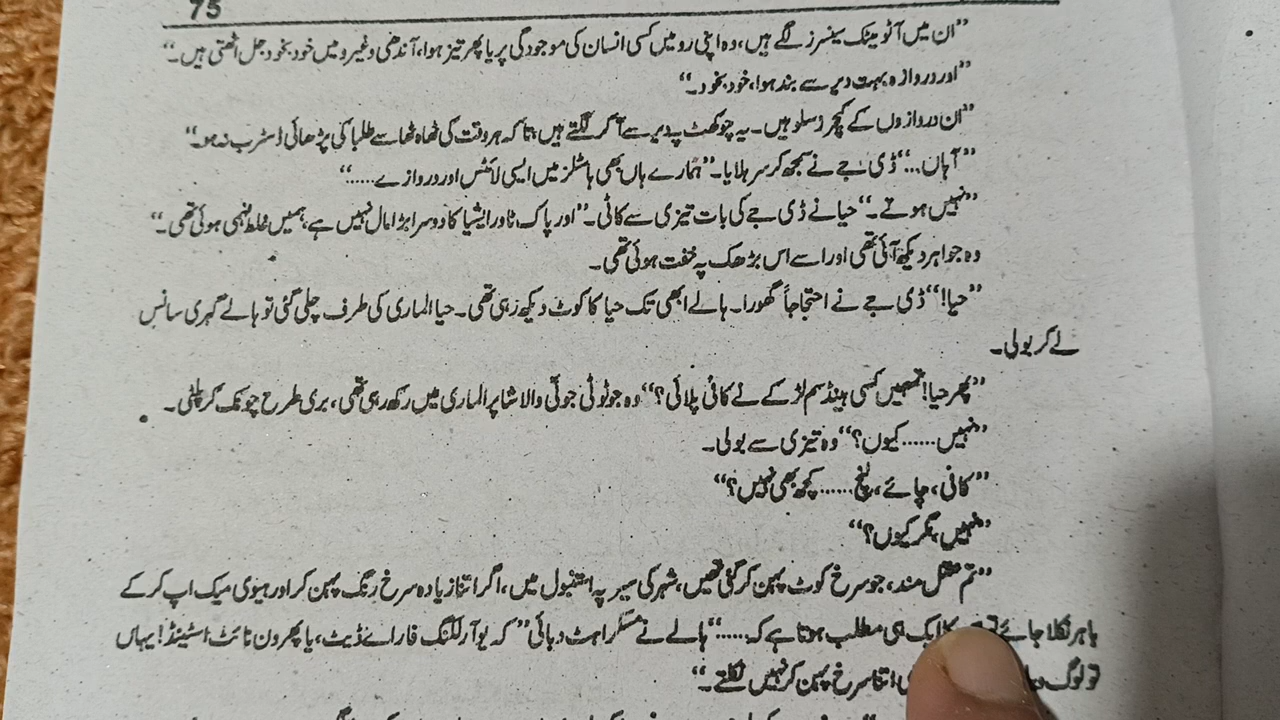 75
”ان میں آٹومیٹک سینسرز لگے ہیں، وہ اپنی رو میں کسی انسان کی موجودگی پر یا پھر تیز ہوا، آندھی وغیرہ میں خود بخود جل اٹھتی ہیں۔“
”اور دروازہ بہت دیر سے بند ہوا، خود بخود۔“
”ان دروازوں کے کیچرز سلو ہیں۔ یہ چوکھٹ پہ دیر سے آ کر لگتے ہیں، تاکہ ہر وقت کی ٹھاہ ٹھا سے طلبا کی پڑھائی ڈسٹرب نہ ہو۔“
”آہاں...“ ڈی جے نے سمجھ کر سر ہلایا۔ ”ہمارے ہاں بھی ہاسٹلز میں ایسی لائٹس اور دروازے.....“
”نہیں ہوتے۔“ حیا نے ڈی جے کی بات تیزی سے کاٹی۔ ”اور پاک ٹاور ایشیا کا دوسرا بڑا مال نہیں ہے، ہمیں غلط فہمی ہوئی تھی۔“
وہ جواہر دیکھ آئی تھی اور اسے اس بڑھک پہ خفت ہوئی تھی۔
”حیا!“ ڈی جے نے احتجاجاً گھورا۔ ہالے ابھی تک حیا کا کوٹ دیکھ رہی تھی۔ حیا الماری کی طرف چلی گئی تو ہالے گہری سانس
لے کر بولی۔
”پھر حیا! تمہیں کسی ہینڈسم لڑکے نے کافی پلائی؟“ وہ جو ٹوٹی جوتی والا شاپر الماری میں رکھ رہی تھی، بری طرح چونک کر پلٹی۔
”نہیں......کیوں؟“ وہ تیزی سے بولی۔
”کافی، چائے، لنچ......کچھ بھی نہیں؟“
”نہیں، مگر کیوں؟“
”تم عقل مند، جو سرخ کوٹ پہن کر گئی تھیں، شہر کی سیر پہ استنبول میں، اگر اتنا زیادہ سرخ رنگ پہن کر اور ہیوی میک اپ کر کے
باہر نکلا جائے ایک ہی مطلب ہوتا ہے کہ.....“ ہالے نے مسکراہٹ دبائی ”کہ یو آر لکنگ فار اے ڈیٹ، یا پھر ون نائٹ اسٹینڈ! یہاں
تو لوگ اتنا سرخ پہن کر نہیں نکلتے۔“